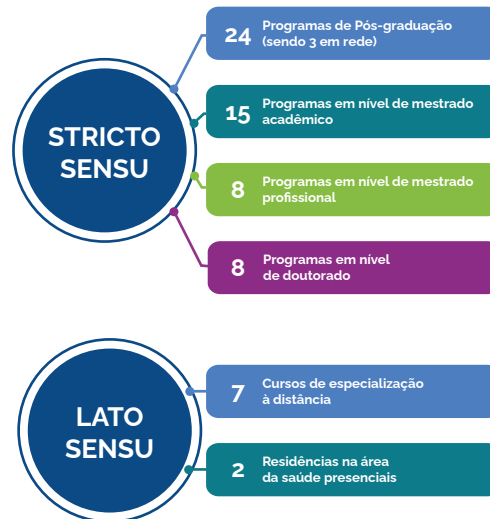 STRICTO
SENSU
24
Programas de Pós-graduação
(sendo 3 em rede)
15
Programas em nível de mestrado
acadêmico
8
Programas em nível de mestrado
profissional
8
Programas em nível
de doutorado
LATO
SENSU
7
Cursos de especialização
à distância
2
Residências na área
da saúde presenciais